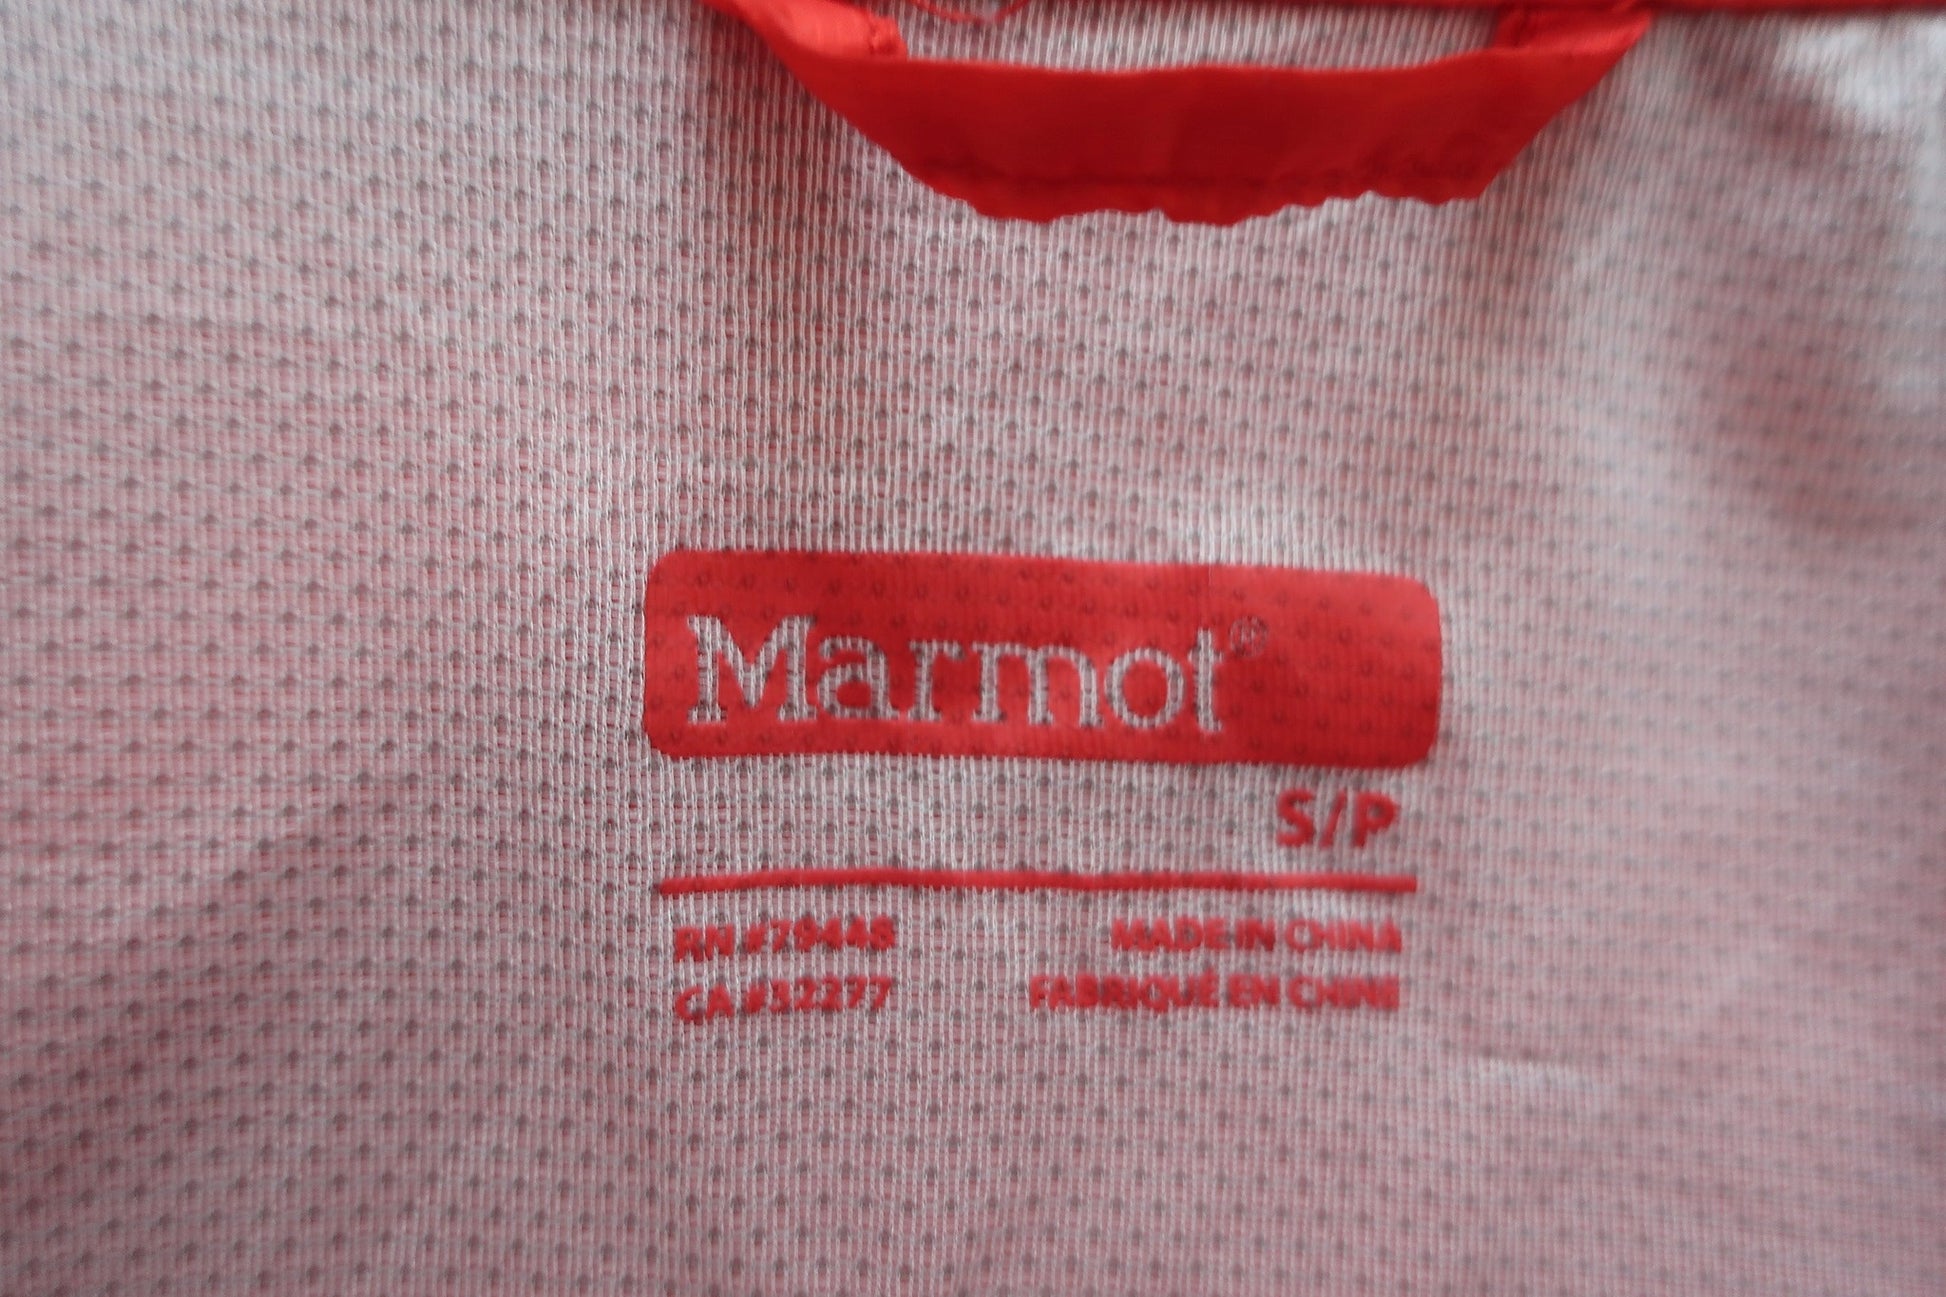 Marmot®
S/P
RN #79448
CA #32277
MADE IN CHINA
FABRIQUÉ EN CHINE